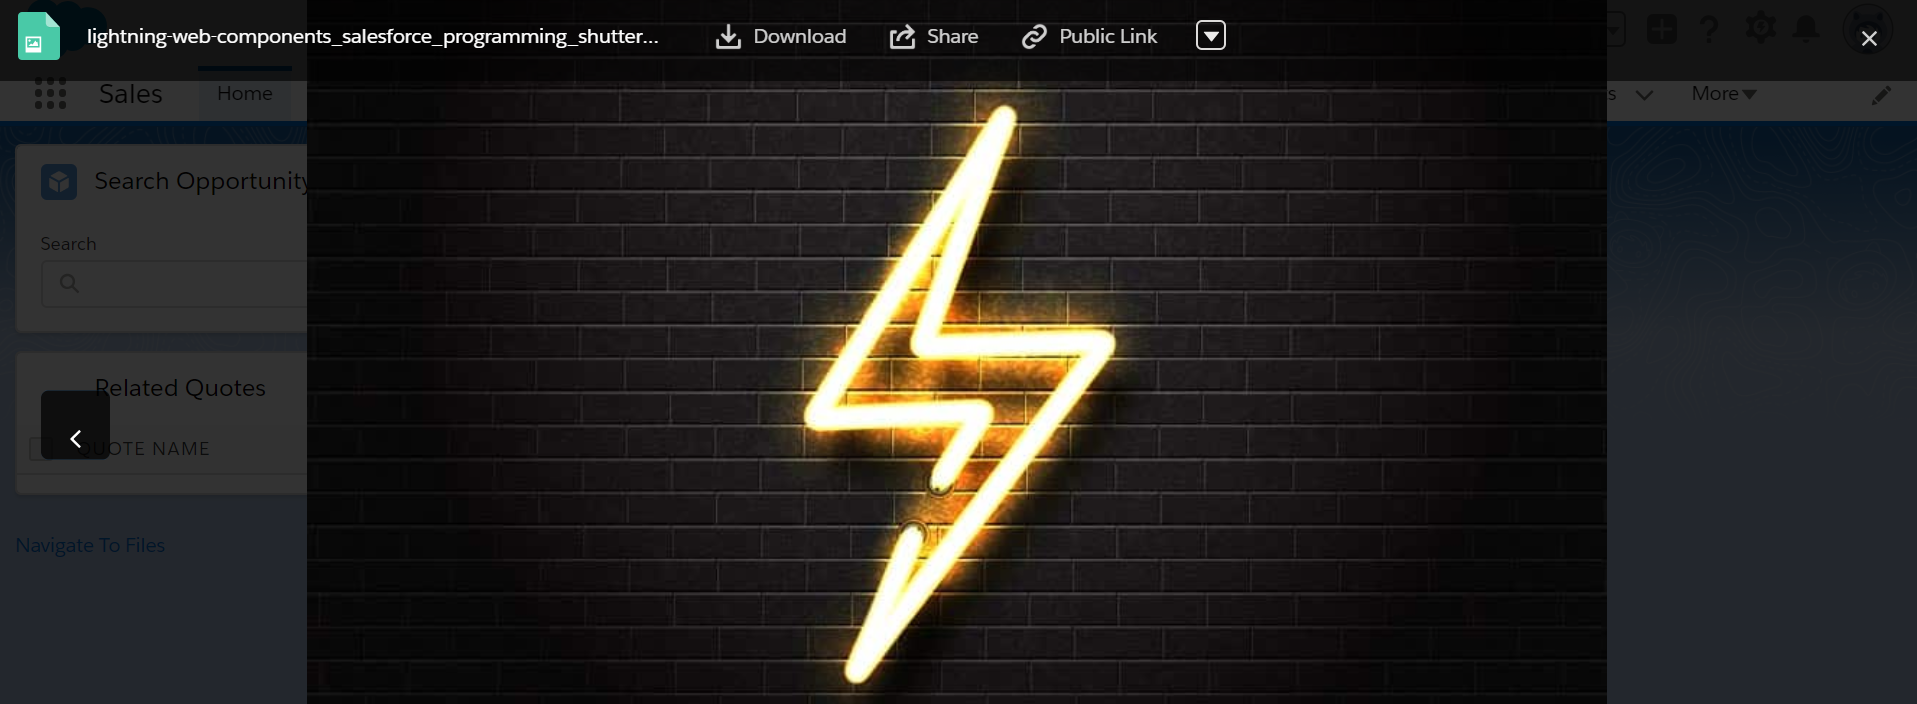 lightning-web-components_salesforce_programming_shutter...
Download
Share
Public Link
Sales
Home
s
More
Search Opportunity
Search
Related Quotes
QUOTE NAME
Navigate To Files